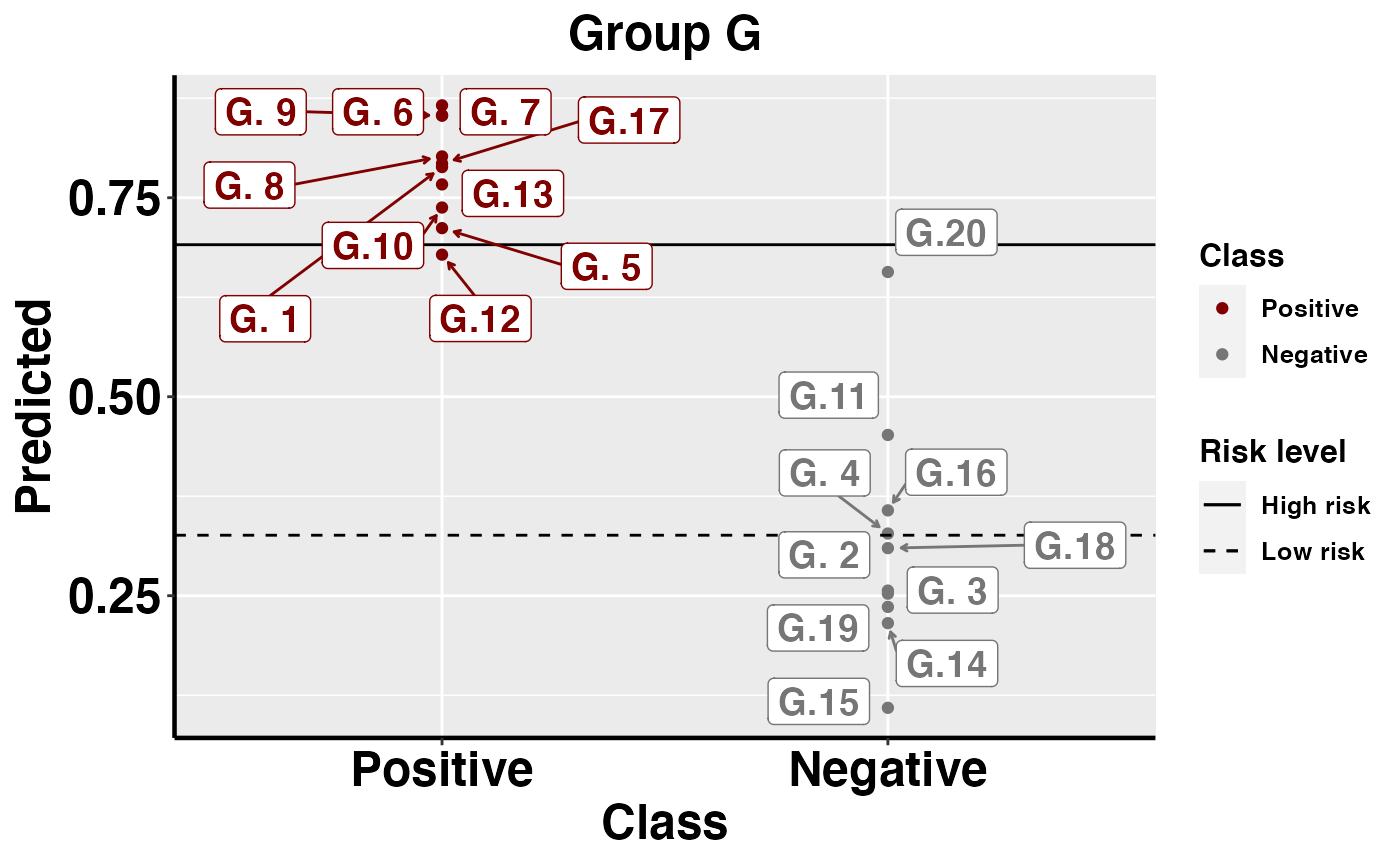 Group G
G. 9
G. 6
G. 7
G.17
G. 8
G.13
G.10
G. 5
G. 1
G.12
G.20
G.11
G. 4
G.16
G. 2
G.18
G. 3
G.19
G.14
G.15
0.75
0.50
0.25
Predicted
Positive
Negative
Class
Class
Positive
Negative
Risk level
High risk
Low risk